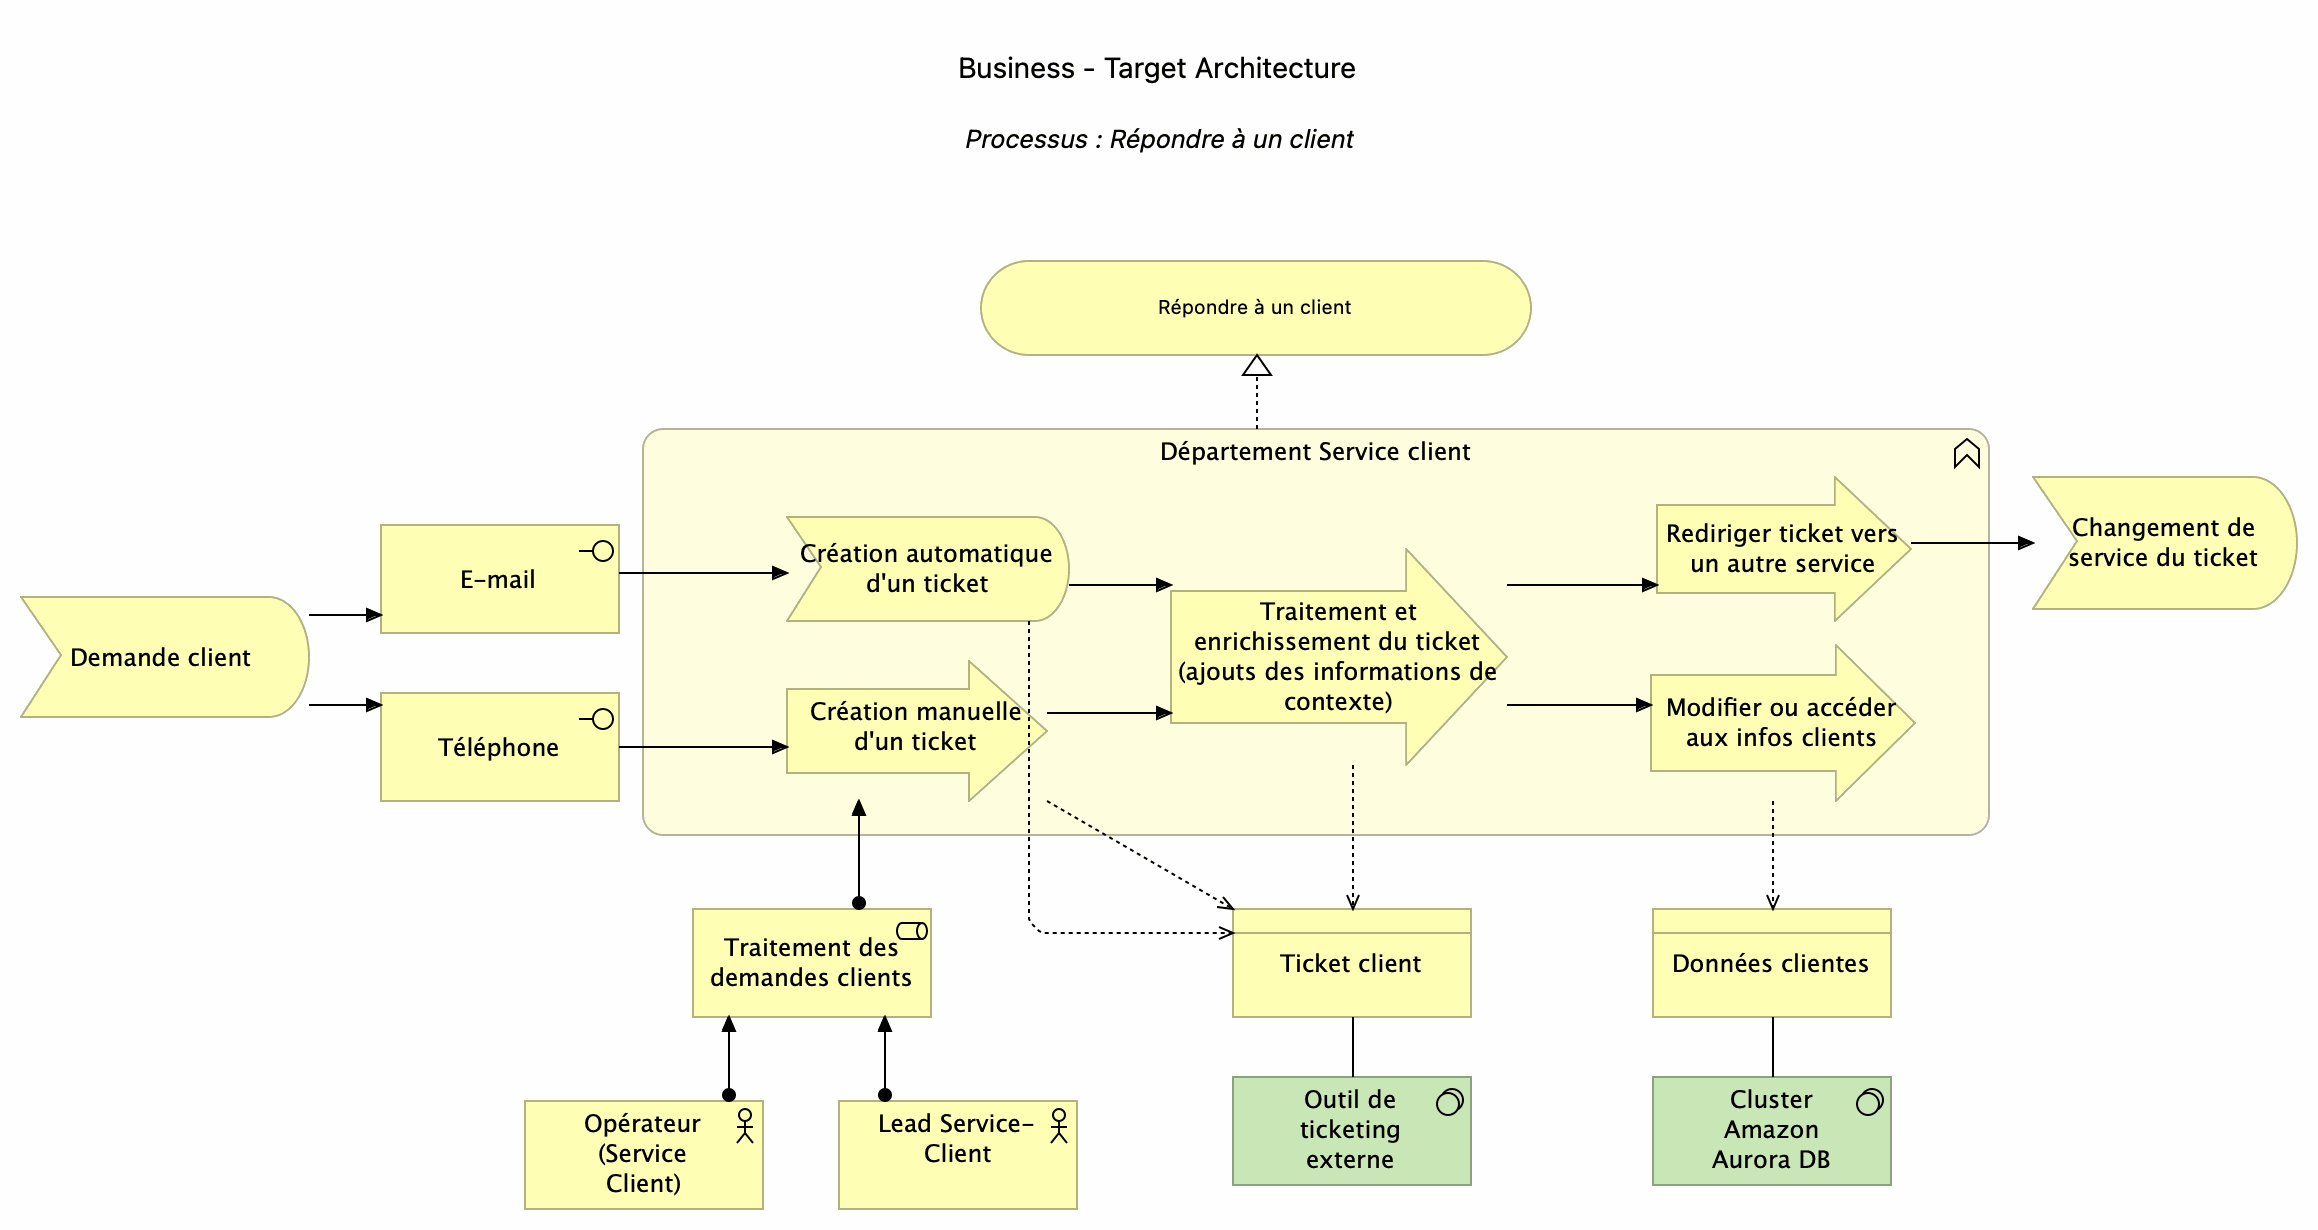 Business - Target Architecture
Processus : Répondre à un client
Répondre à un client
Département Service client
Demande client
E-mail
Téléphone
Création automatique
d'un ticket
Création manuelle
d'un ticket
Traitement et
enrichissement du ticket
(ajouts des informations de
contexte)
Rediriger ticket vers
un autre service
Modifier ou accéder
aux infos clients
Changement de
service du ticket
Traitement des
demandes clients
Ticket client
Données clientes
Opérateur
(Service
Client)
Lead Service-
Client
Outil de
ticketing
externe
Cluster
Amazon
Aurora DB